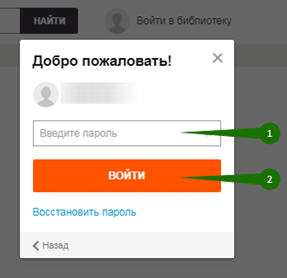 НАЙТИ
Войти в библиотеку
Добро пожаловать!
Введите пароль
1
ВОЙТИ
2
Восстановить пароль
Назад